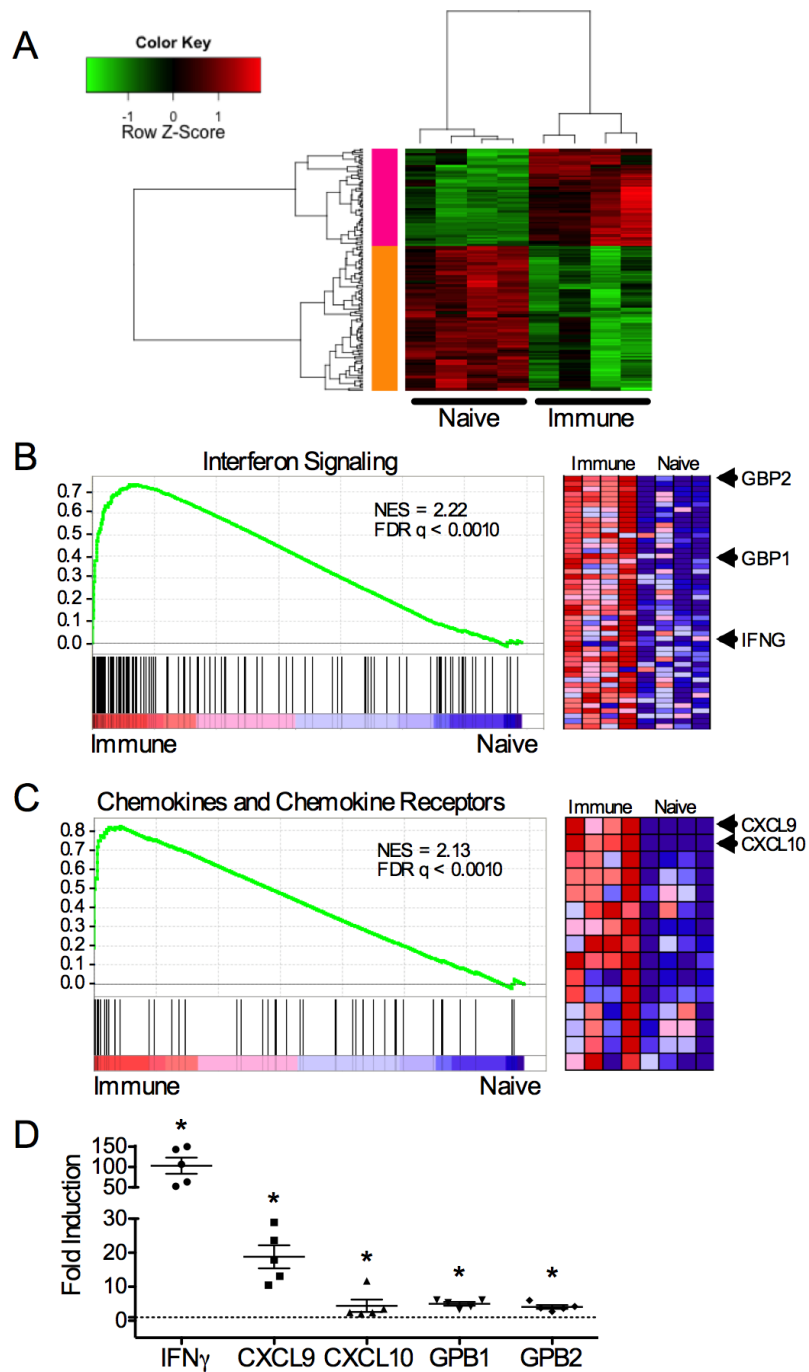 A
Color Key
-1 0 1
Row Z-Score
Naive Immune
B
Interferon Signaling
NES = 2.22
FDR q < 0.0010
0.7
0.6
0.5
0.4
0.3
0.2
0.1
0.0
Immune Naive
Immune Naive
GBP2
GBP1
IFNG
C
Chemokines and Chemokine Receptors
NES = 2.13
FDR q < 0.0010
0.8
0.7
0.6
0.5
0.4
0.3
0.2
0.1
0.0
Immune Naive
Immune Naive
CXCL9
CXCL10
D
Fold Induction
150
100
50
30
20
10
0
* * * * *
IFNγ CXCL9 CXCL10 GPB1 GPB2